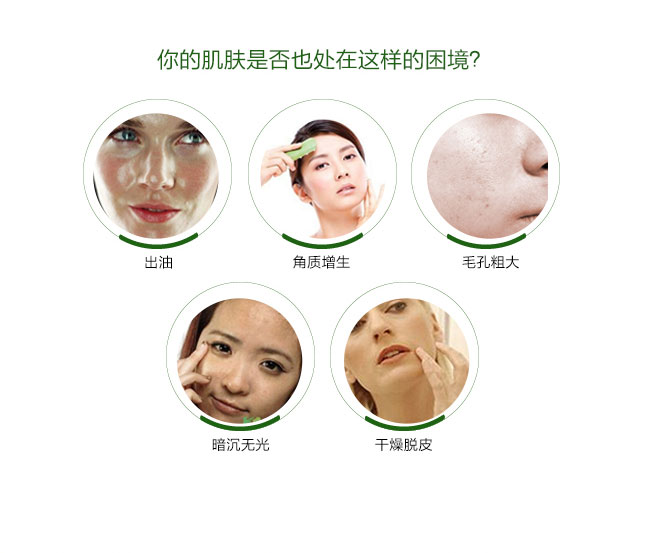 你的肌肤是否也处在这样的困境?
出油
角质增生
毛孔粗大
暗沉无光
干燥脱皮